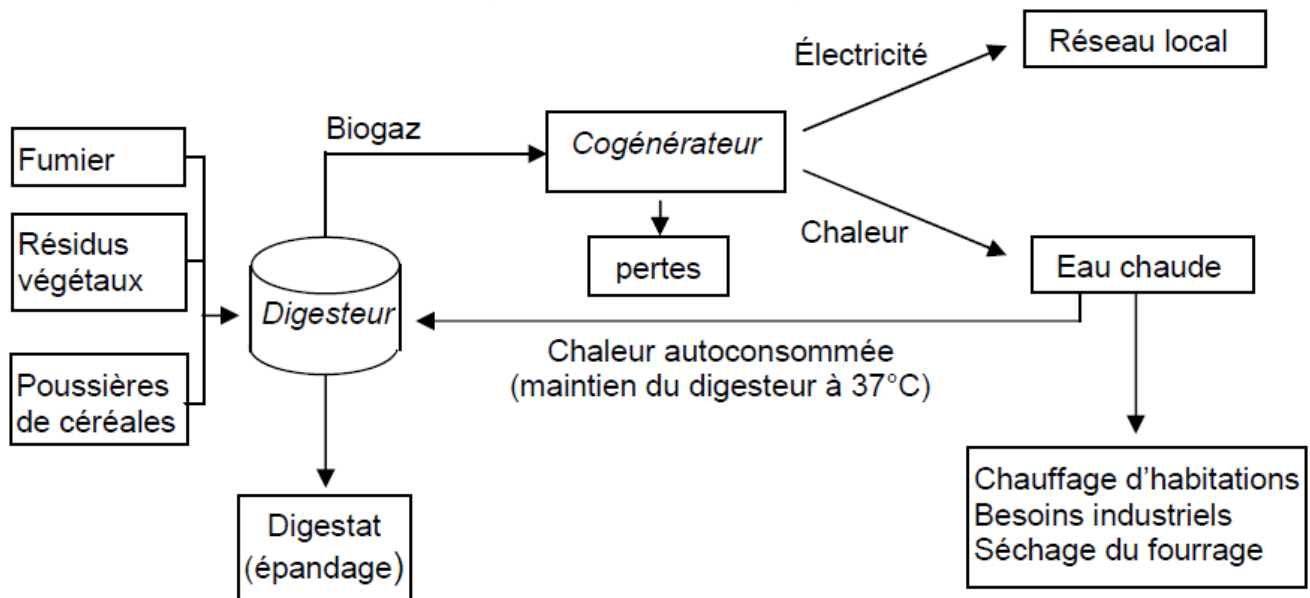 Électricité
Réseau local
Biogaz
Cogénérateur
Fumier
Résidus
végétaux
Chaleur
pertes
Eau chaude
Digesteur
Chaleur autoconsommée
(maintien du digesteur à 37°C)
Poussières
de céréales
Digestat
(épandage)
Chauffage d'habitations
Besoins industriels
Séchage du fourrage